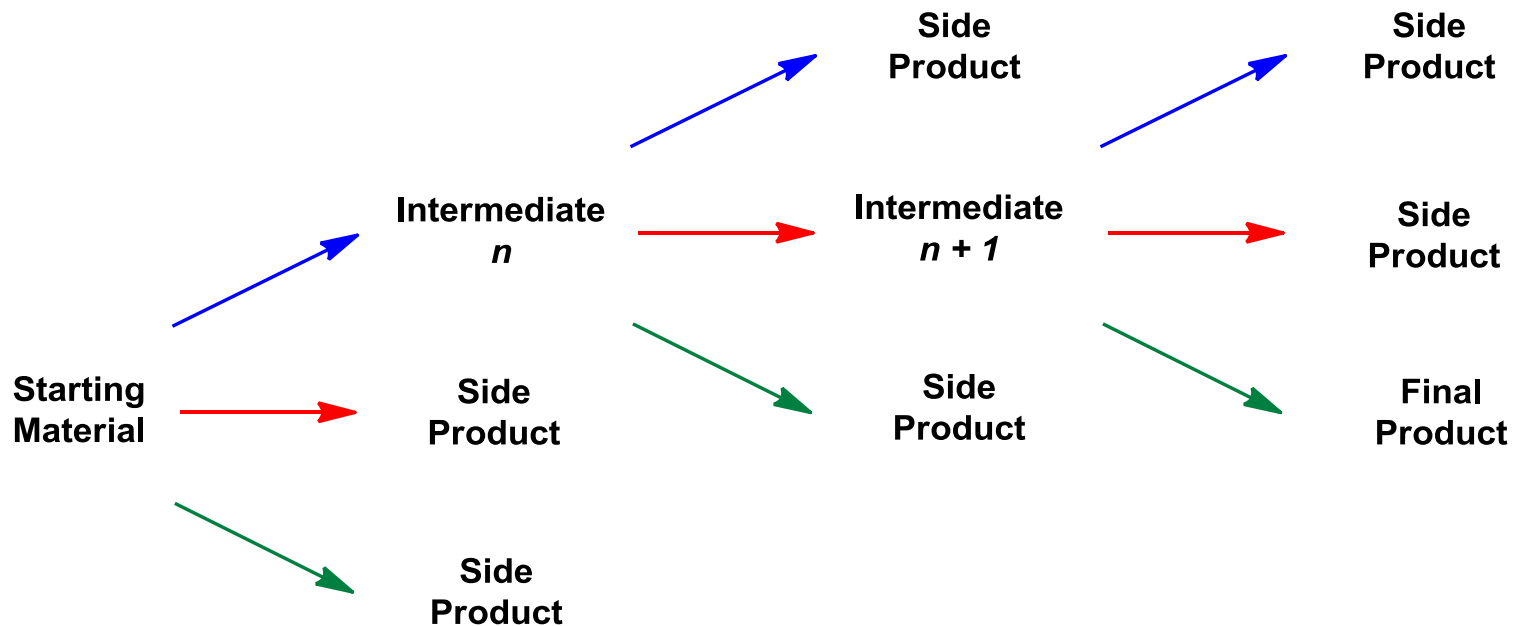 Side
Product
Side
Product
Intermediate
n
Intermediate
n + 1
Side
Product
Starting
Material
Side
Product
Side
Product
Final
Product
Side
Product